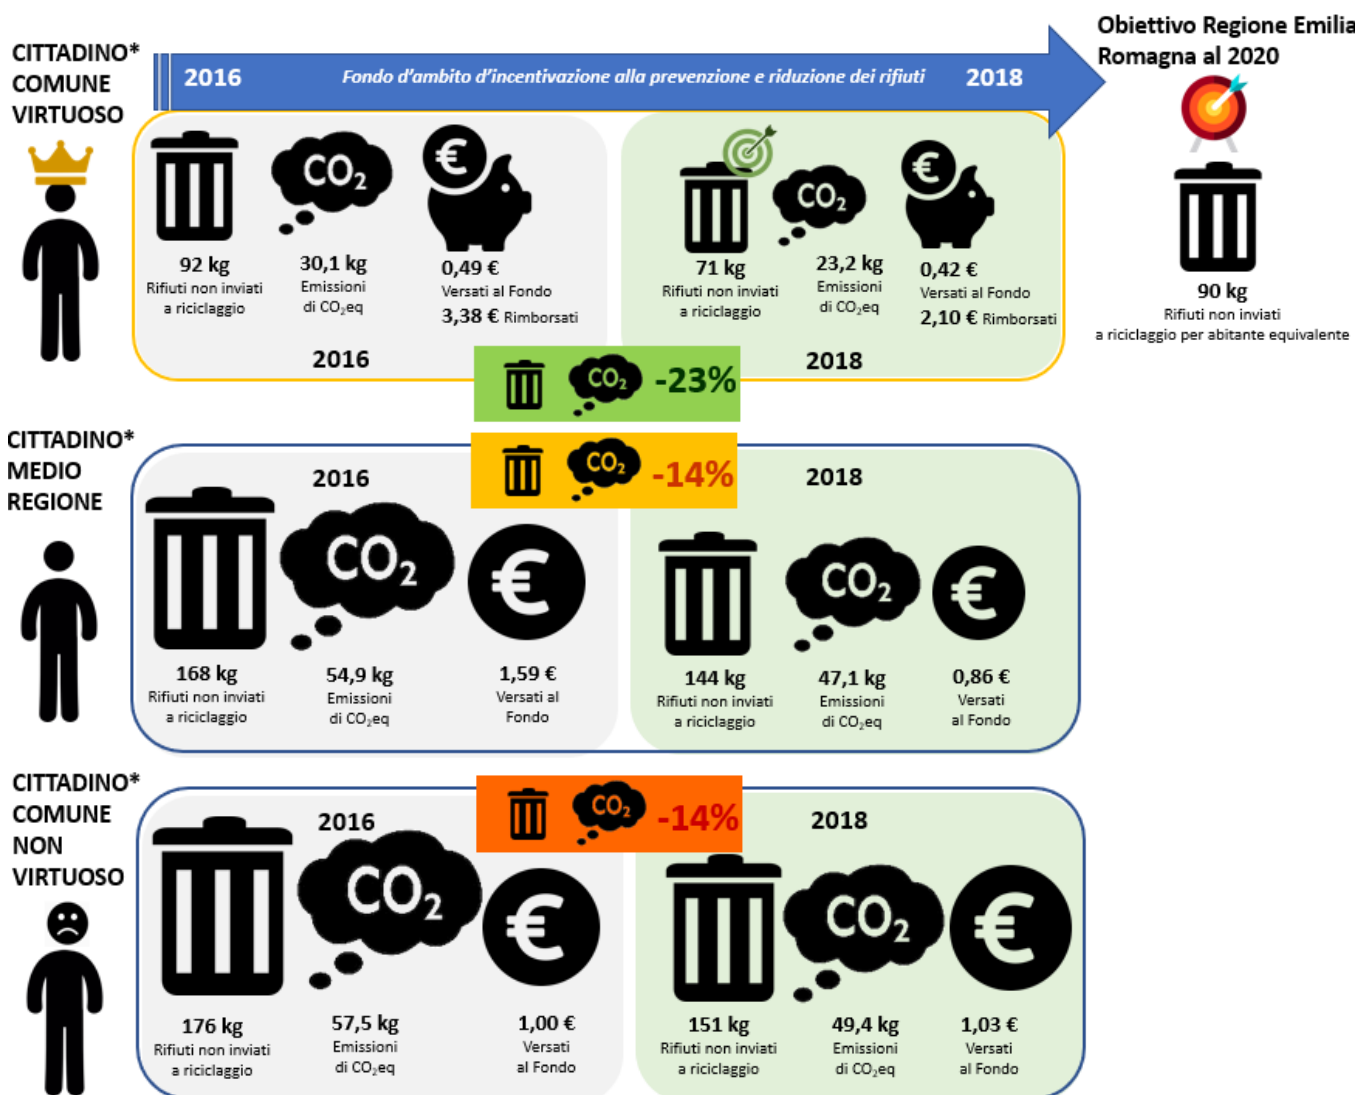 CITTADINO*
COMUNE
VIRTUOSO
2016
Fondo d'ambito d'incentivazione alla prevenzione e riduzione dei rifiuti
2018
Obiettivo Regione Emilia
Romagna al 2020
CO2
€
92 kg
Rifiuti non inviati
a riciclaggio
30,1 kg
Emissioni
di CO2eq
0,49 €
Versati al Fondo
3,38 € Rimborsati
2016
CO2
€
71 kg
Rifiuti non inviati
a riciclaggio
23,2 kg
Emissioni
di CO2eq
0,42 €
Versati al Fondo
2,10 € Rimborsati
2018
90 kg
Rifiuti non inviati
a riciclaggio per abitante equivalente
CO2 -23%
CITTADINO*
MEDIO
REGIONE
CO2 -14%
2016
CO2
€
168 kg
Rifiuti non inviati
a riciclaggio
54,9 kg
Emissioni
di CO2eq
1,59 €
Versati al
Fondo
2018
CO2
€
144 kg
Rifiuti non inviati
a riciclaggio
47,1 kg
Emissioni
di CO2eq
0,86 €
Versati
al Fondo
CITTADINO*
COMUNE
NON
VIRTUOSO
CO2 -14%
2016
CO2
€
176 kg
Rifiuti non inviati
a riciclaggio
57,5 kg
Emissioni
di CO2eq
1,00 €
Versati
al Fondo
2018
CO2
€
151 kg
Rifiuti non inviati
a riciclaggio
49,4 kg
Emissioni
di CO2eq
1,03 €
Versati
al Fondo